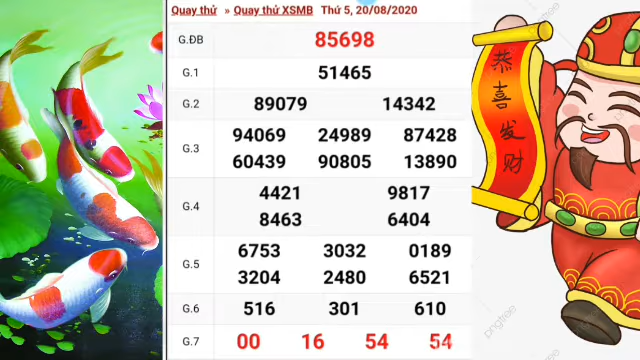 Quay thử » Quay thử XSMB Thứ 5, 20/08/2020
G.ĐB 85698
G.1 51465
G.2 89079 14342
G.3 94069 24989 87428
60439 90805 13890
G.4 4421 9817
8463 6404
G.5 6753 3032 0189
3204 2480 6521
G.6 516 301 610
G.7 00 16 54 54
恭喜发财
pngtree